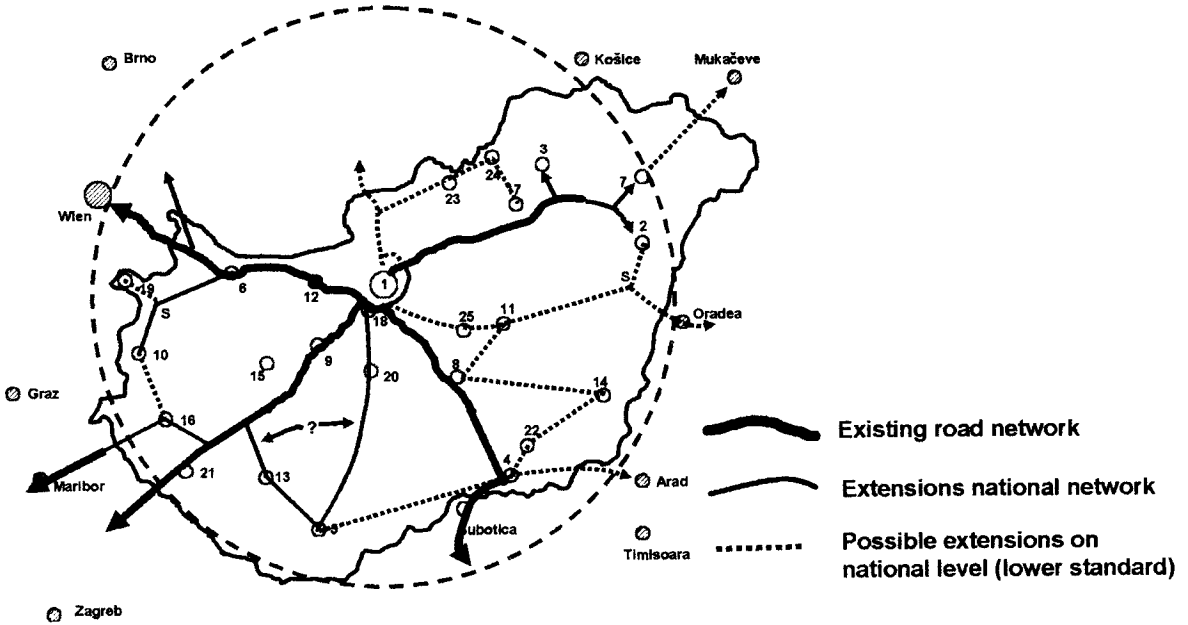 Brno
Košice
Mukačeve
3
24
7
7
23
Wien
2
1
S
19
6
12
S
18
25
11
Oradea
10
9
8
15
20
14
Graz
16
?
22
Existing road network
21
13
4
Maribor
Arad
Extensions national network
5
ubotica
Timisoara
Possible extensions on
national level (lower standard)
Zagreb